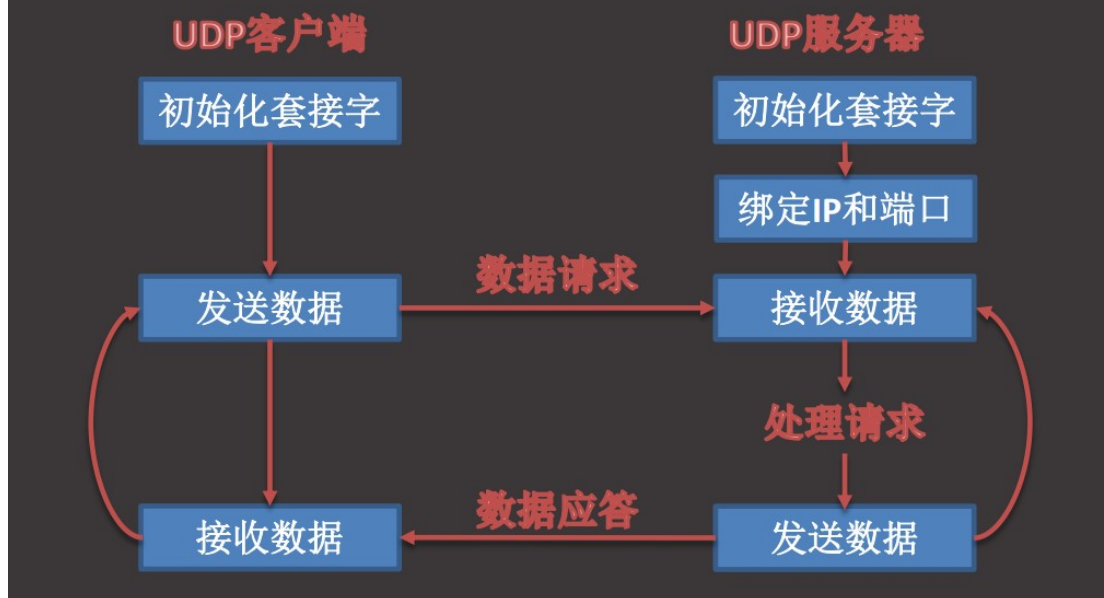 UDP客户端
UDP服务器
初始化套接字
初始化套接字
绑定IP和端口
数据请求
发送数据
接收数据
处理请求
数据应答
接收数据
发送数据